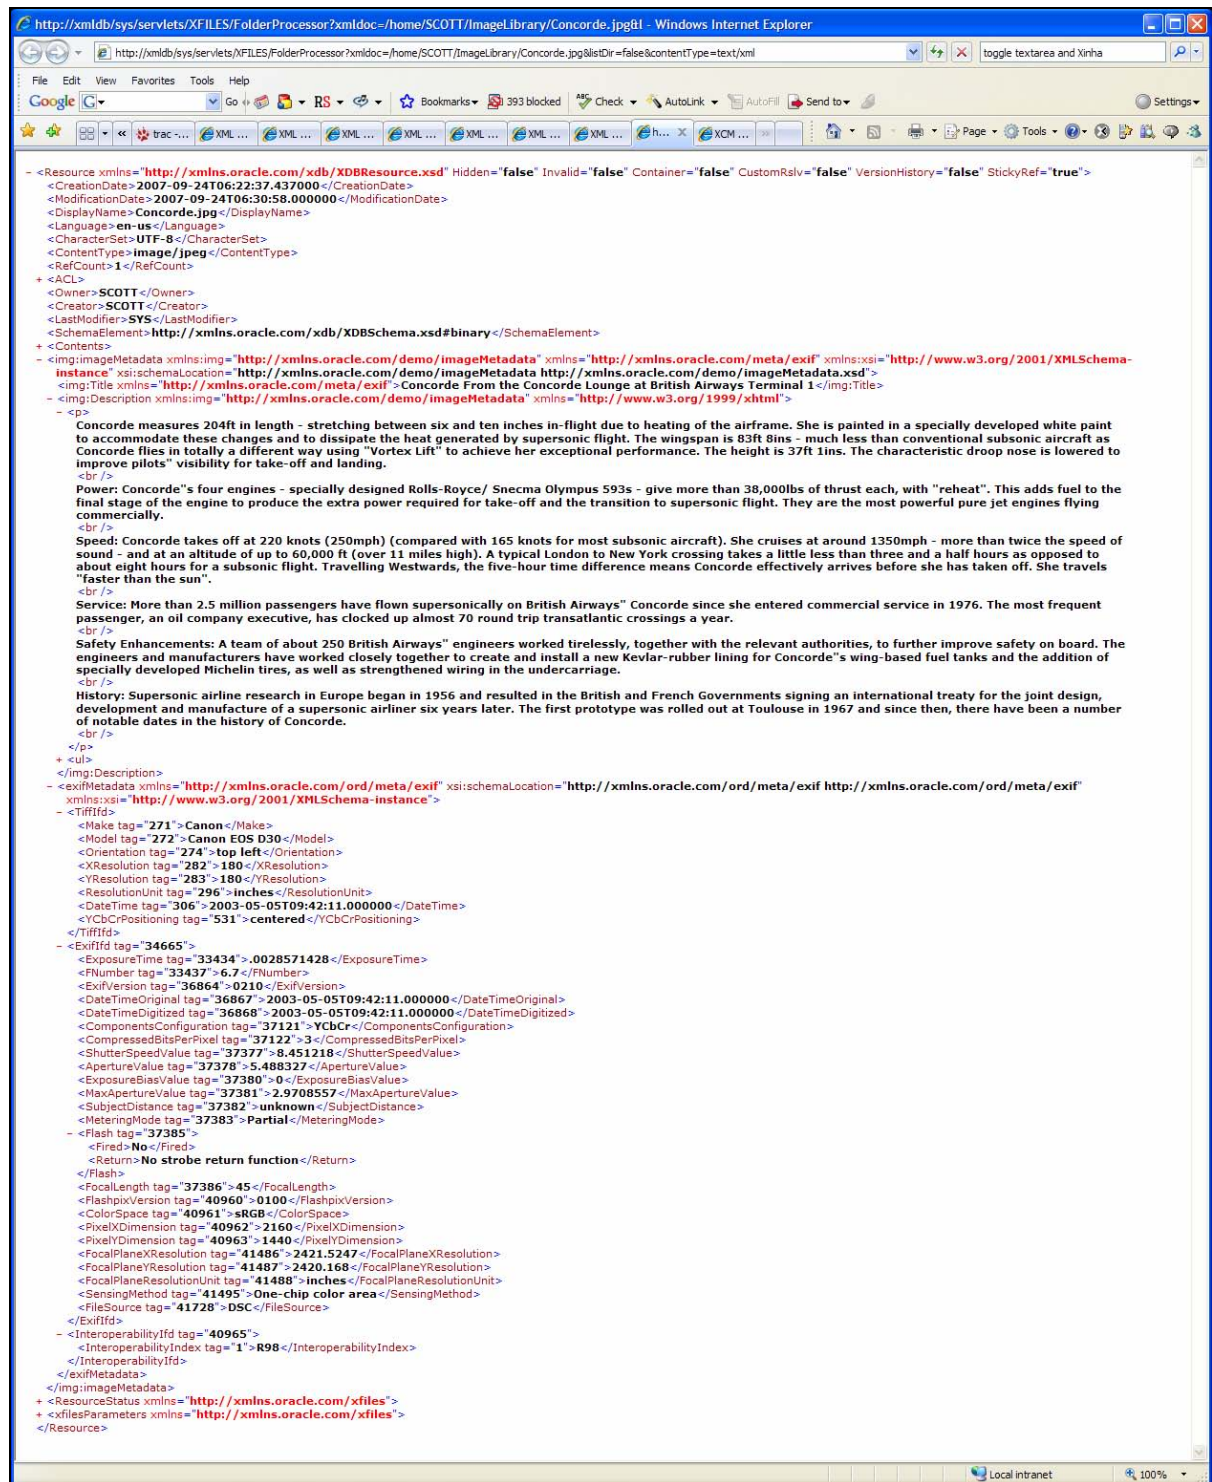 http://xmldb/sys/servlets/XFILES/FolderProcessor?xmldoc=/home/SCOTT/ImageLibrary/Concorde.jpg&l - Windows Internet Explorer
http://xmldb/sys/servlets/XFILES/FolderProcessor?xmldoc=/home/SCOTT/ImageLibrary/Concorde.jpg&listDir=false&contentType=text/xml toggle textarea and Xinha
File Edit View Favorites Tools Help
Google G Go RS Bookmarks 393 blocked Check AutoLink AutoFill Send to Settings
trac -... XML ... XML ... XML ... XML ... XML ... XML ... XML ... h... X XCM ... Page Tools
- <Resource xmlns="http://xmlns.oracle.com/xdb/XDBResource.xsd" Hidden="false" Invalid="false" Container="false" CustomRslv="false" VersionHistory="false" StickyRef="true">
<CreationDate>2007-09-24T06:22:37.437000</CreationDate>
<ModificationDate>2007-09-24T06:30:58.000000</ModificationDate>
<DisplayName>Concorde.jpg</DisplayName>
<Language>en-us</Language>
<CharacterSet>UTF-8</CharacterSet>
<ContentType>image/jpeg</ContentType>
<RefCount>1</RefCount>
+ <ACL>
<Owner>SCOTT</Owner>
<Creator>SCOTT</Creator>
<LastModifier>SYS</LastModifier>
<SchemaElement>http://xmlns.oracle.com/xdb/XDBSchema.xsd#binary</SchemaElement>
+ <Contents>
- <img:imageMetadata xmlns:img="http://xmlns.oracle.com/demo/imageMetadata" xmlns="http://xmlns.oracle.com/meta/exif" xmlns:xsi="http://www.w3.org/2001/XMLSchema-
instance" xsi:schemaLocation="http://xmlns.oracle.com/demo/imageMetadata http://xmlns.oracle.com/demo/imageMetadata.xsd">
<img:Title xmlns="http://xmlns.oracle.com/meta/exif">Concorde From the Concorde Lounge at British Airways Terminal 1</img:Title>
- <img:Description xmlns:img="http://xmlns.oracle.com/demo/imageMetadata" xmlns="http://www.w3.org/1999/xhtml">
- <p>
Concorde measures 204ft in length - stretching between six and ten inches in-flight due to heating of the airframe. She is painted in a specially developed white paint
to accommodate these changes and to dissipate the heat generated by supersonic flight. The wingspan is 83ft 8ins - much less than conventional subsonic aircraft as
Concorde flies in totally a different way using "Vortex Lift" to achieve her exceptional performance. The height is 37ft 1ins. The characteristic droop nose is lowered to
improve pilots" visibility for take-off and landing.
<br />
Power: Concorde"s four engines - specially designed Rolls-Royce/ Snecma Olympus 593s - give more than 38,000lbs of thrust each, with "reheat". This adds fuel to the
final stage of the engine to produce the extra power required for take-off and the transition to supersonic flight. They are the most powerful pure jet engines flying
commercially.
<br />
Speed: Concorde takes off at 220 knots (250mph) (compared with 165 knots for most subsonic aircraft). She cruises at around 1350mph - more than twice the speed of
sound - and at an altitude of up to 60,000 ft (over 11 miles high). A typical London to New York crossing takes a little less than three and a half hours as opposed to
about eight hours for a subsonic flight. Travelling Westwards, the five-hour time difference means Concorde effectively arrives before she has taken off. She travels
"faster than the sun".
<br />
Service: More than 2.5 million passengers have flown supersonically on British Airways" Concorde since she entered commercial service in 1976. The most frequent
passenger, an oil company executive, has clocked up almost 70 round trip transatlantic crossings a year.
<br />
Safety Enhancements: A team of about 250 British Airways" engineers worked tirelessly, together with the relevant authorities, to further improve safety on board. The
engineers and manufacturers have worked closely together to create and install a new Kevlar-rubber lining for Concorde"s wing-based fuel tanks and the addition of
specially developed Michelin tires, as well as strengthened wiring in the undercarriage.
<br />
History: Supersonic airline research in Europe began in 1956 and resulted in the British and French Governments signing an international treaty for the joint design,
development and manufacture of a supersonic airliner six years later. The first prototype was rolled out at Toulouse in 1967 and since then, there have been a number
of notable dates in the history of Concorde.
<br />
</p>
+ <ul>
</img:Description>
- <exifMetadata xmlns="http://xmlns.oracle.com/ord/meta/exif" xsi:schemaLocation="http://xmlns.oracle.com/ord/meta/exif http://xmlns.oracle.com/ord/meta/exif"
xmlns:xsi="http://www.w3.org/2001/XMLSchema-instance">
- <TiffIfd>
<Make tag="271">Canon</Make>
<Model tag="272">Canon EOS D30</Model>
<Orientation tag="274">top left</Orientation>
<XResolution tag="282">180</XResolution>
<YResolution tag="283">180</YResolution>
<ResolutionUnit tag="296">inches</ResolutionUnit>
<DateTime tag="306">2003-05-05T09:42:11.000000</DateTime>
<YCbCrPositioning tag="531">centered</YCbCrPositioning>
</TiffIfd>
- <ExifIfd tag="34665">
<ExposureTime tag="33434">.0028571428</ExposureTime>
<FNumber tag="33437">6.7</FNumber>
<ExifVersion tag="36864">0210</ExifVersion>
<DateTimeOriginal tag="36867">2003-05-05T09:42:11.000000</DateTimeOriginal>
<DateTimeDigitized tag="36868">2003-05-05T09:42:11.000000</DateTimeDigitized>
<ComponentsConfiguration tag="37121">YCbCr</ComponentsConfiguration>
<CompressedBitsPerPixel tag="37122">3</CompressedBitsPerPixel>
<ShutterSpeedValue tag="37377">8.451218</ShutterSpeedValue>
<ApertureValue tag="37378">5.488327</ApertureValue>
<ExposureBiasValue tag="37380">0</ExposureBiasValue>
<MaxApertureValue tag="37381">2.9708557</MaxApertureValue>
<SubjectDistance tag="37382">unknown</SubjectDistance>
<MeteringMode tag="37383">Partial</MeteringMode>
- <Flash tag="37385">
<Fired>No</Fired>
<Return>No strobe return function</Return>
</Flash>
<FocalLength tag="37386">45</FocalLength>
<FlashpixVersion tag="40960">0100</FlashpixVersion>
<ColorSpace tag="40961">sRGB</ColorSpace>
<PixelXDimension tag="40962">2160</PixelXDimension>
<PixelYDimension tag="40963">1440</PixelYDimension>
<FocalPlaneXResolution tag="41486">2421.5247</FocalPlaneXResolution>
<FocalPlaneYResolution tag="41487">2420.168</FocalPlaneYResolution>
<FocalPlaneResolutionUnit tag="41488">inches</FocalPlaneResolutionUnit>
<SensingMethod tag="41495">One-chip color area</SensingMethod>
<FileSource tag="41728">DSC</FileSource>
</ExifIfd>
- <InteroperabilityIfd tag="40965">
<InteroperabilityIndex tag="1">R98</InteroperabilityIndex>
</InteroperabilityIfd>
</exifMetadata>
</img:imageMetadata>
+ <ResourceStatus xmlns="http://xmlns.oracle.com/xfiles">
+ <xfilesParameters xmlns="http://xmlns.oracle.com/xfiles">
</Resource>
Local intranet 100%